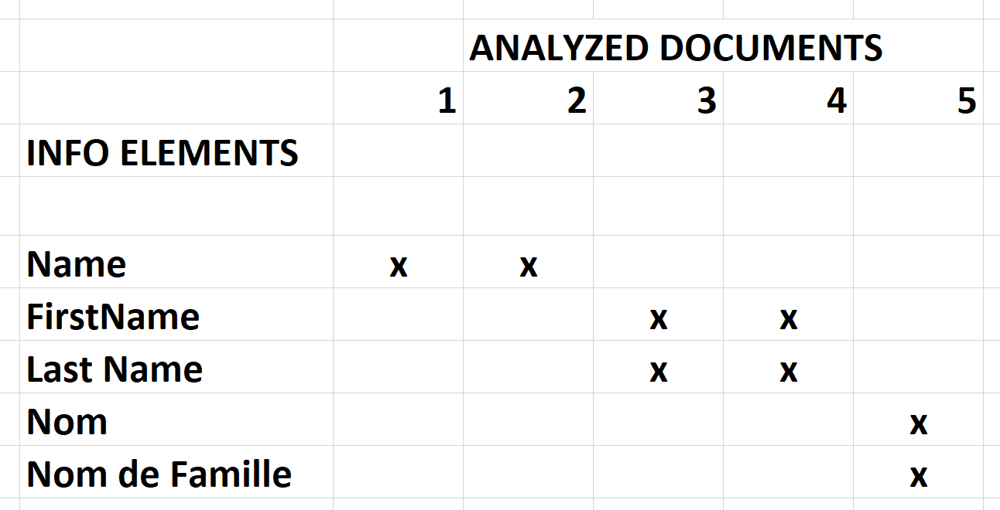 ANALYZED DOCUMENTS
1 2 3 4 5
INFO ELEMENTS
Name x x
FirstName x x
Last Name x x
Nom x
Nom de Famille x